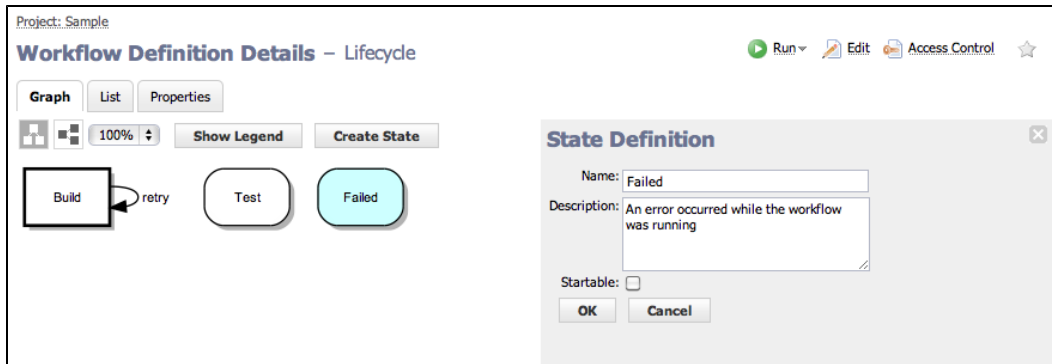 Project: Sample
Workflow Definition Details – Lifecycle
Run Edit Access Control
Graph List Properties
100% Show Legend Create State
Build retry Test Failed
State Definition
Name: Failed
Description: An error occurred while the workflow
was running
Startable:
OK Cancel